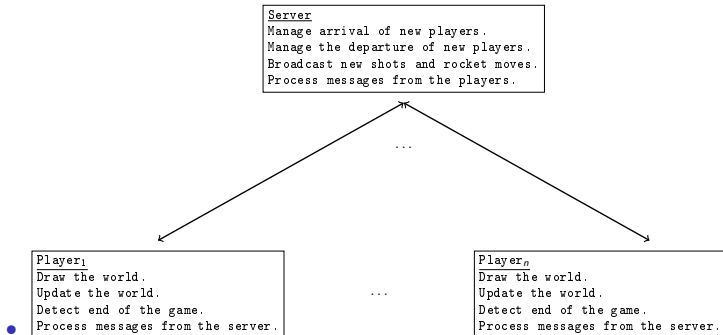 Server
Manage arrival of new players.
Manage the departure of new players.
Broadcast new shots and rocket moves.
Process messages from the players.
...
Player1
Draw the world.
Update the world.
Detect end of the game.
Process messages from the server.
...
Playern
Draw the world.
Update the world.
Detect end of the game.
Process messages from the server.